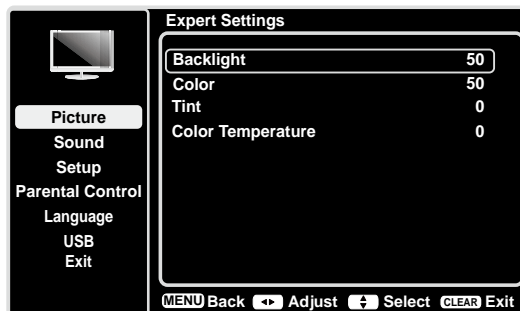 Expert Settings
Backlight 50
Color 50
Tint 0
Color Temperature 0
Picture
Sound
Setup
Parental Control
Language
USB
Exit
MENU Back Adjust Select CLEAR Exit